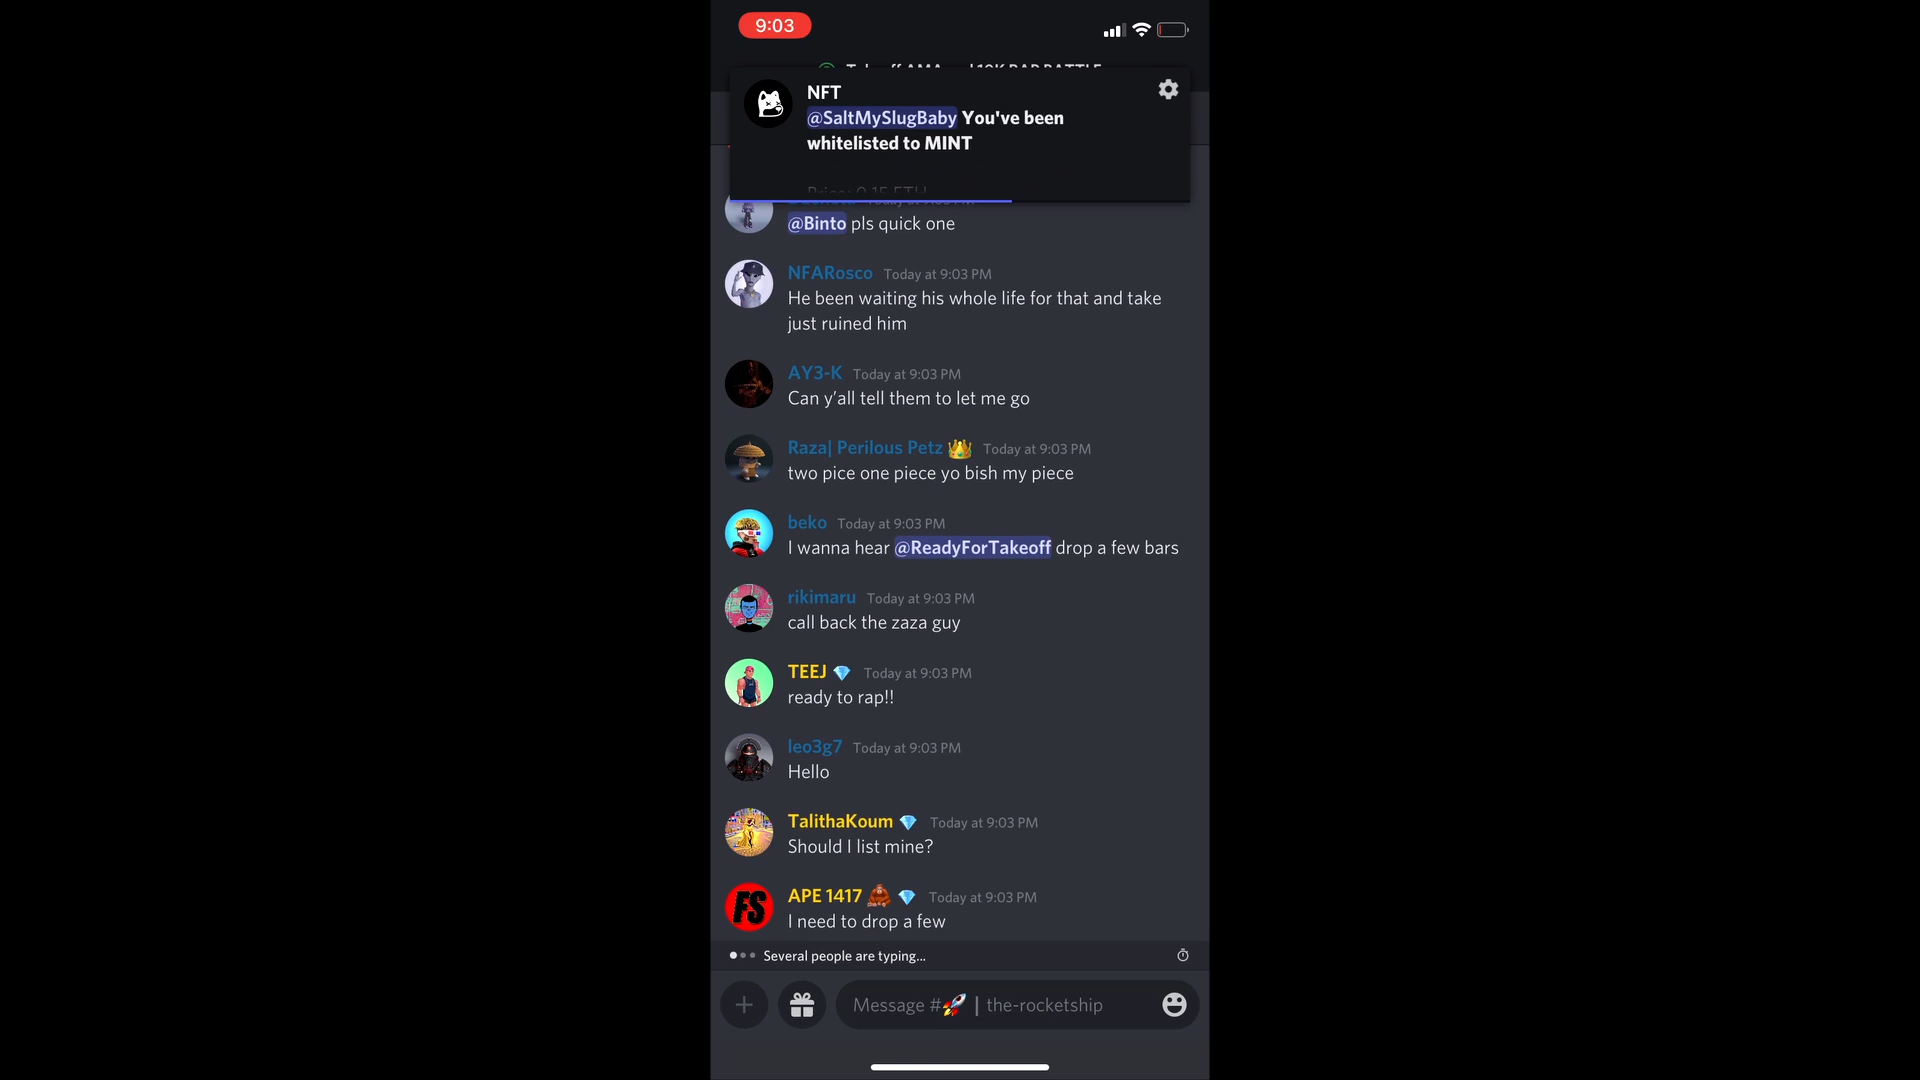 9:03
NFT
@SaltMySlugBaby You've been
whitelisted to MINT
Price: 0.15 ETH
@Binto pls quick one
NFARosco Today at 9:03 PM
He been waiting his whole life for that and take
just ruined him
AY3-K Today at 9:03 PM
Can y’all tell them to let me go
Raza| Perilous Petz 👑 Today at 9:03 PM
two pice one piece yo bish my piece
beko Today at 9:03 PM
I wanna hear @ReadyForTakeoff drop a few bars
rikimaru Today at 9:03 PM
call back the zaza guy
TEEJ 💎 Today at 9:03 PM
ready to rap!!
leo3g7 Today at 9:03 PM
Hello
TalithaKoum 💎 Today at 9:03 PM
Should I list mine?
FS
APE 1417 🦧 💎 Today at 9:03 PM
I need to drop a few
Several people are typing...
Message #🚀 | the-rocketship